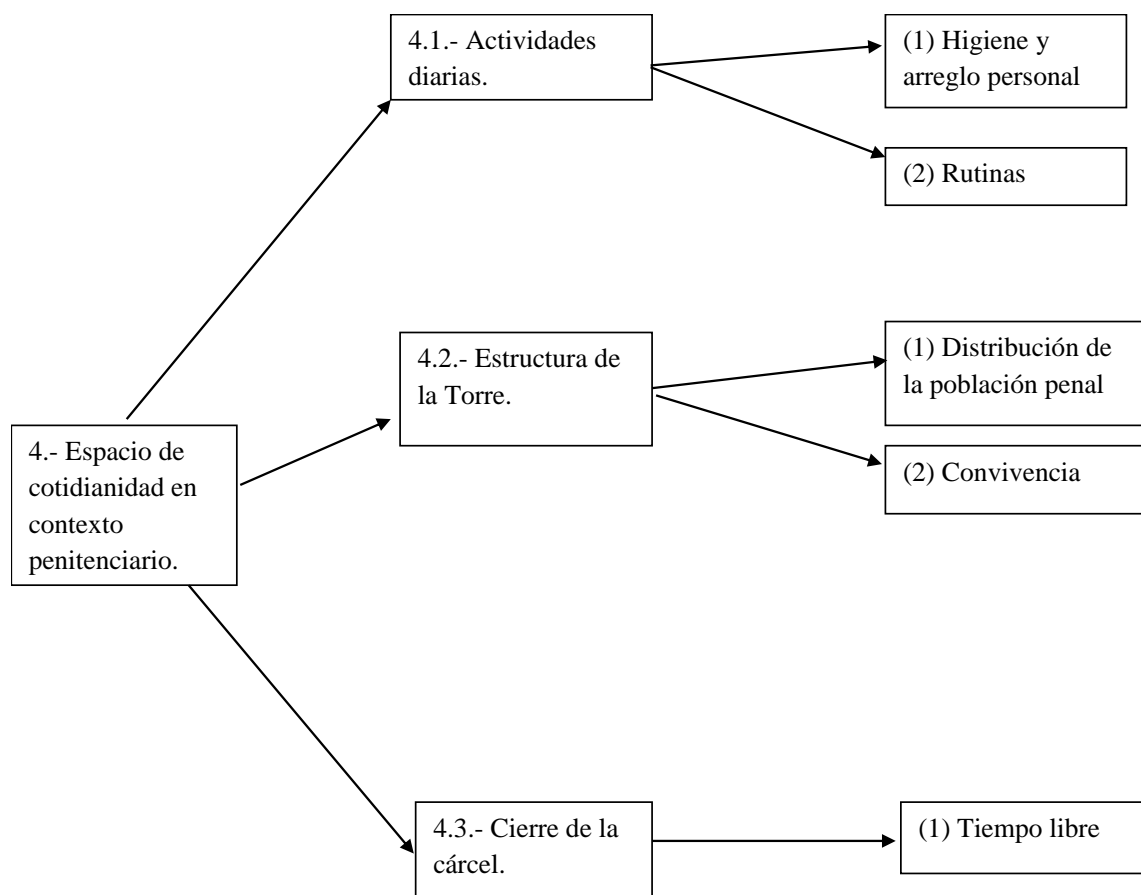 4.1.- Actividades
diarias.
(1) Higiene y
arreglo personal
(2) Rutinas
4.2.- Estructura de
la Torre.
(1) Distribución de
la población penal
(2) Convivencia
4.- Espacio de
cotidianidad en
contexto
penitenciario.
4.3.- Cierre de la
cárcel.
(1) Tiempo libre